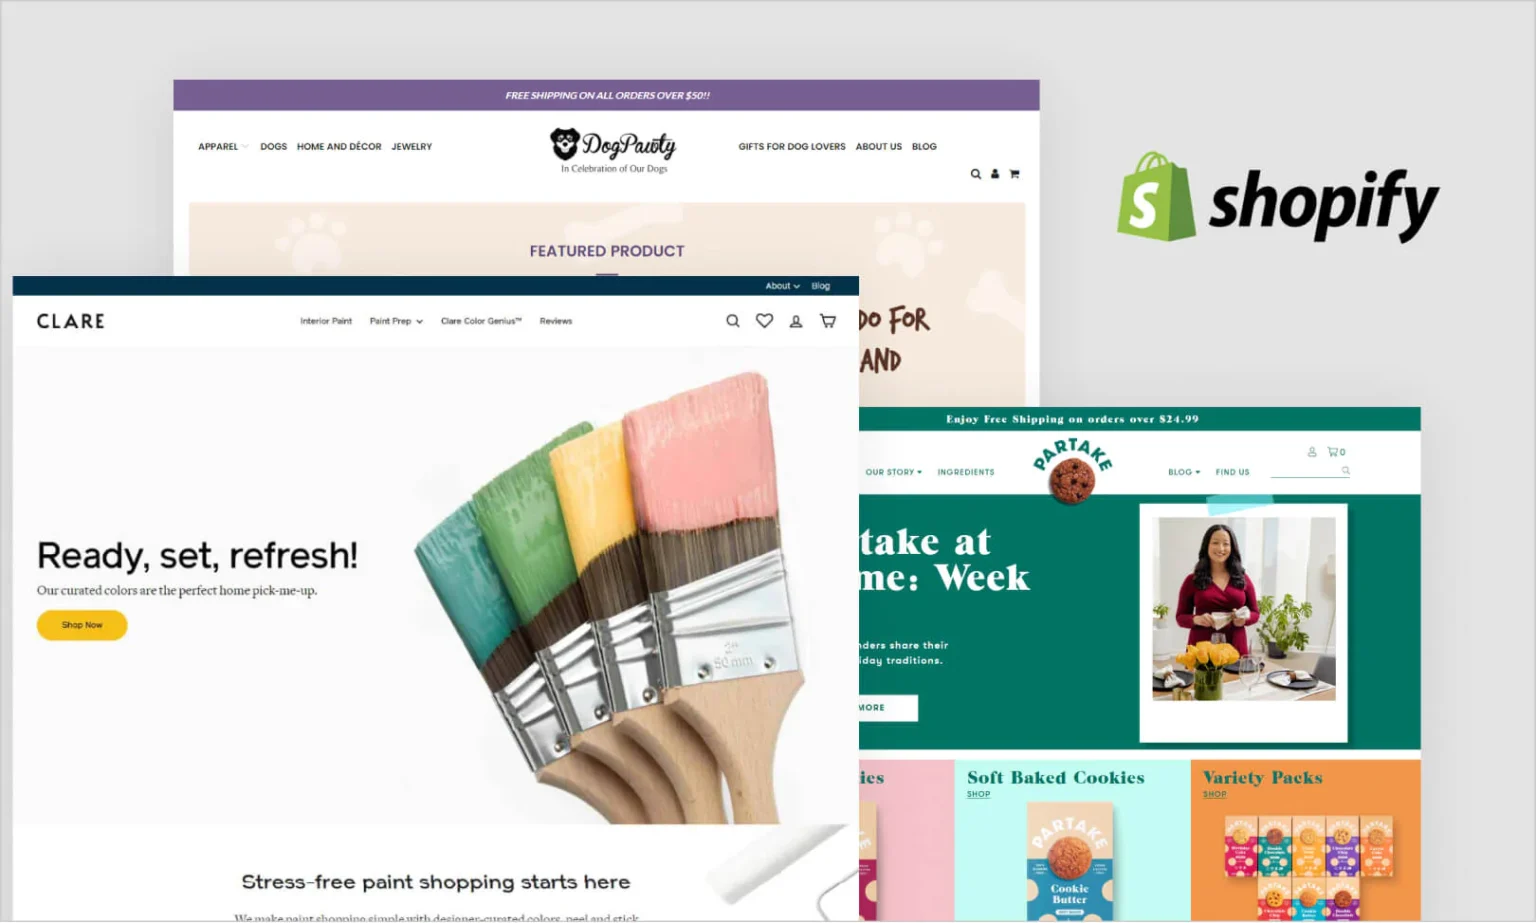 FREE SHIPPING ON ALL ORDERS OVER $50!!
APPAREL DOGS HOME AND DÉCOR JEWELRY
DogPawty
In Celebration of Our Dogs
GIFTS FOR DOG LOVERS ABOUT US BLOG
FEATURED PRODUCT
DO FOR
AND
shopify
About Blog
CLARE
Interior Paint Paint Prep Clare Color Genius™ Reviews
Ready, set, refresh!
Our curated colors are the perfect home pick-me-up.
Shop Now
2"
50 mm
Stress-free paint shopping starts here
We make paint shopping simple with designer-curated colors, peel and stick
Enjoy Free Shipping on orders over $24.99
PARTAKE
OUR STORY INGREDIENTS
BLOG FIND US
0
take at
me: Week
nders share their
iday traditions.
MORE
ies
Soft Baked Cookies
SHOP
PARTAKE
Cookie
Butter
Variety Packs
SHOP